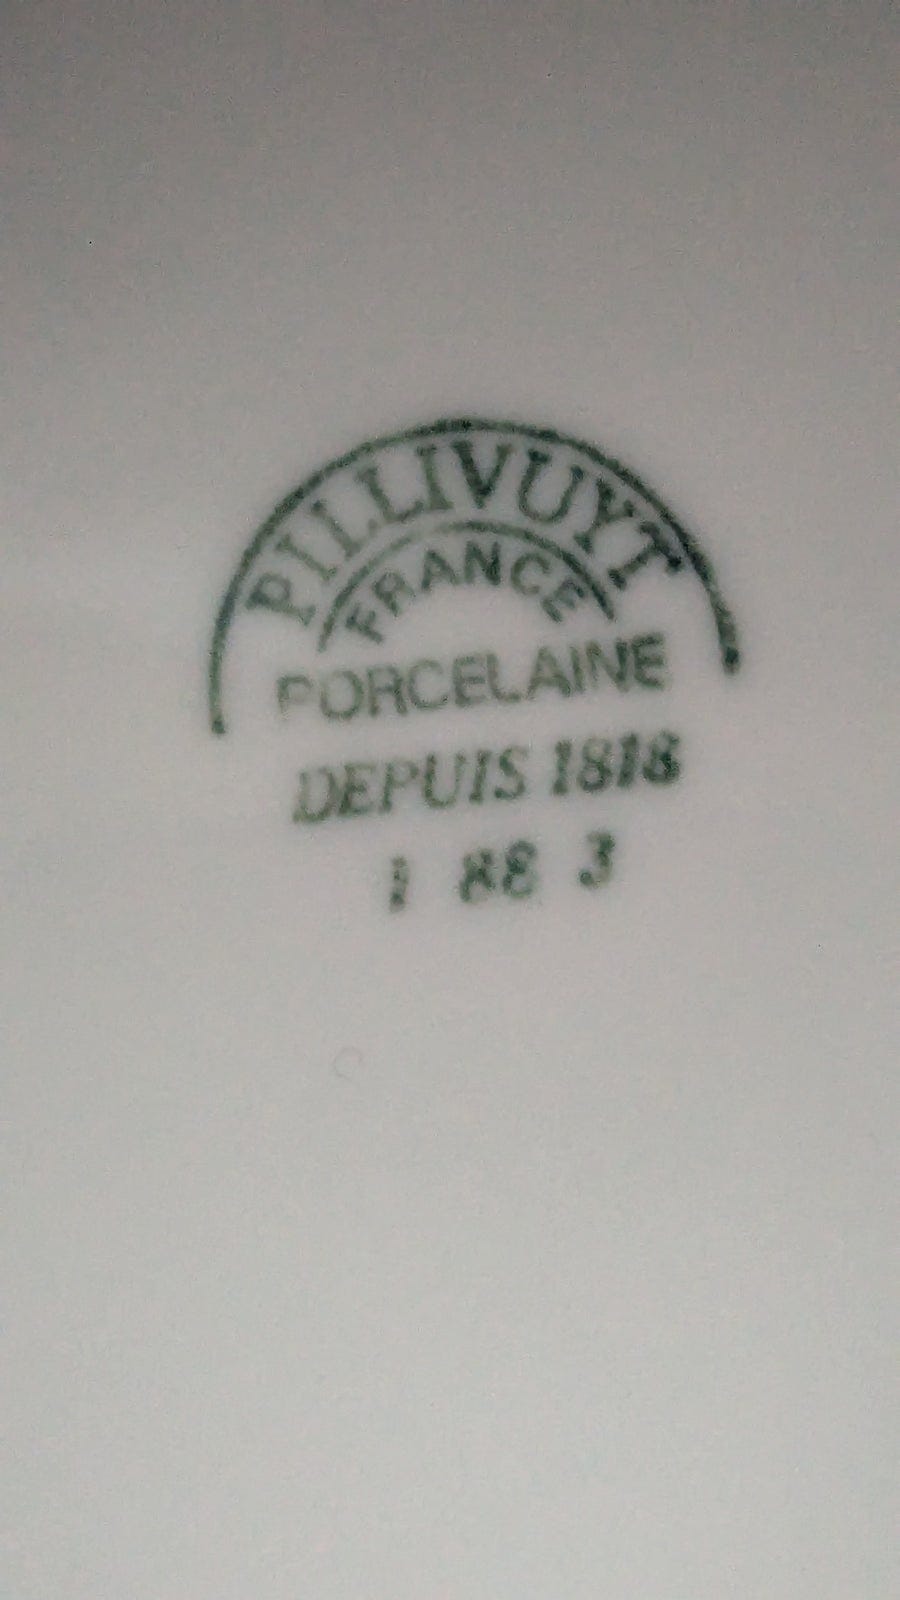 PILLIVUYT
FRANCE
PORCELAINE
DEPUIS 1818
1 88 3